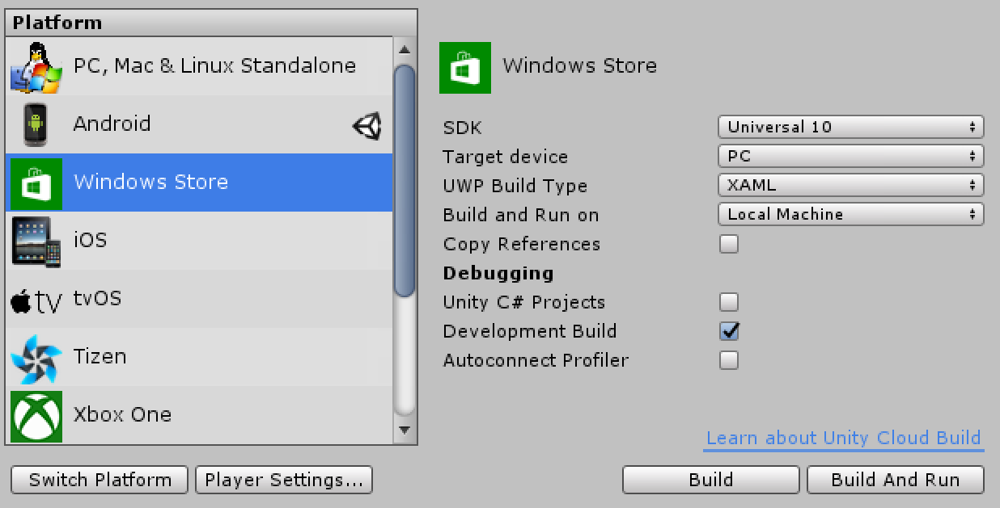 Platform
PC, Mac & Linux Standalone
Android
Windows Store
iOS
tv tvOS
Tizen
Xbox One
Switch Platform
Player Settings...
Windows Store
SDK Universal 10
Target device PC
UWP Build Type XAML
Build and Run on Local Machine
Copy References
Debugging
Unity C# Projects
Development Build
Autoconnect Profiler
Learn about Unity Cloud Build
Build
Build And Run